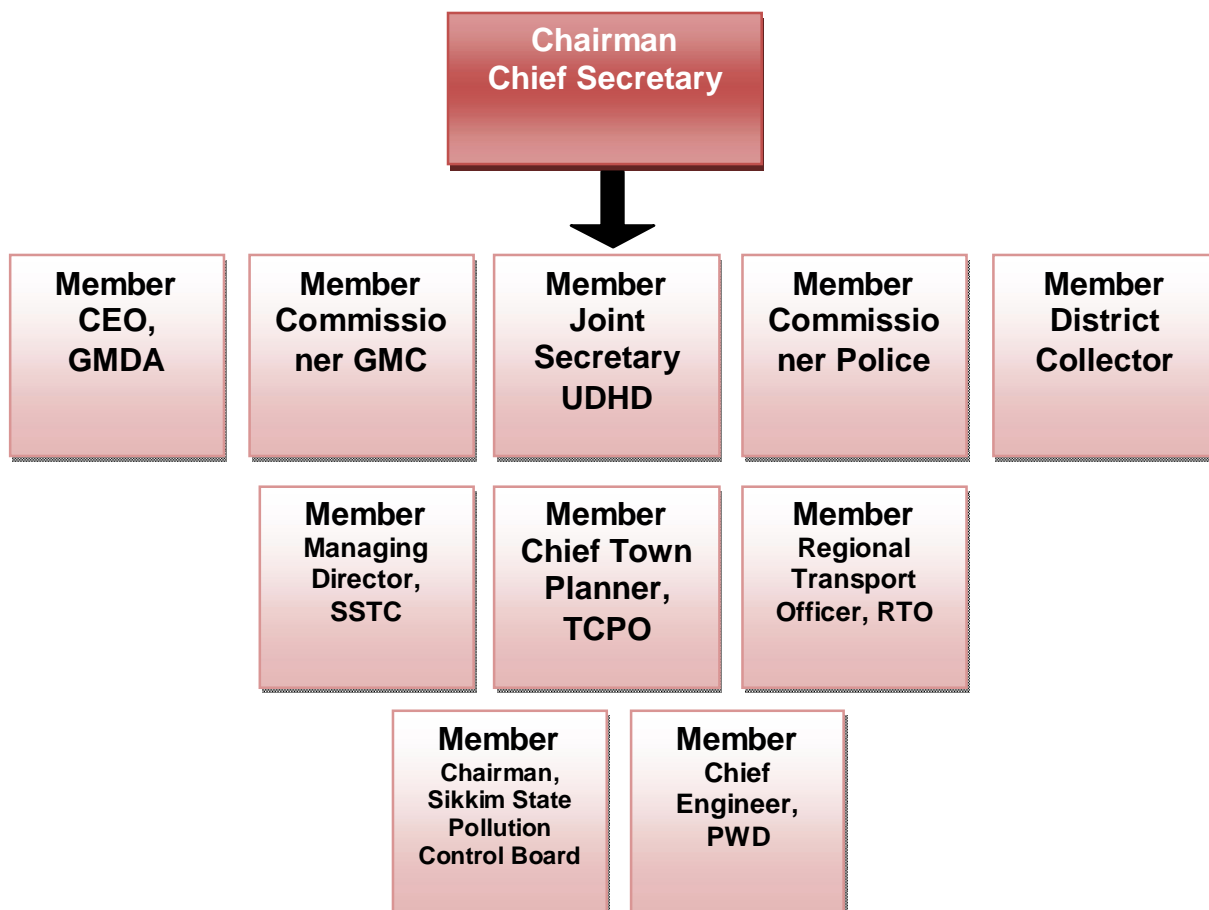 Chairman
Chief Secretary
Member
CEO,
GMDA
Member
Commissio
ner GMC
Member
Joint
Secretary
UDHD
Member
Commissio
ner Police
Member
District
Collector
Member
Managing
Director,
SSTC
Member
Chief Town
Planner,
TCPO
Member
Regional
Transport
Officer, RTO
Member
Chairman,
Sikkim State
Pollution
Control Board
Member
Chief
Engineer,
PWD